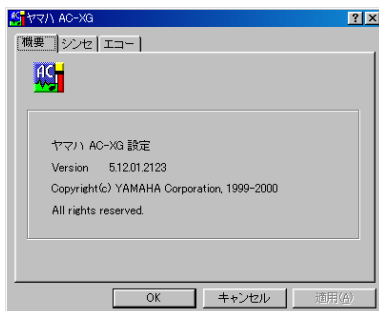 ヤマハ AC-XG
概要 シンセ エコー
AC
ヤマハ AC-XG 設定
Version 5.12.01.2123
Copyright(c) YAMAHA Corporation, 1999-2000
All rights reserved.
OK キャンセル 適用(A)